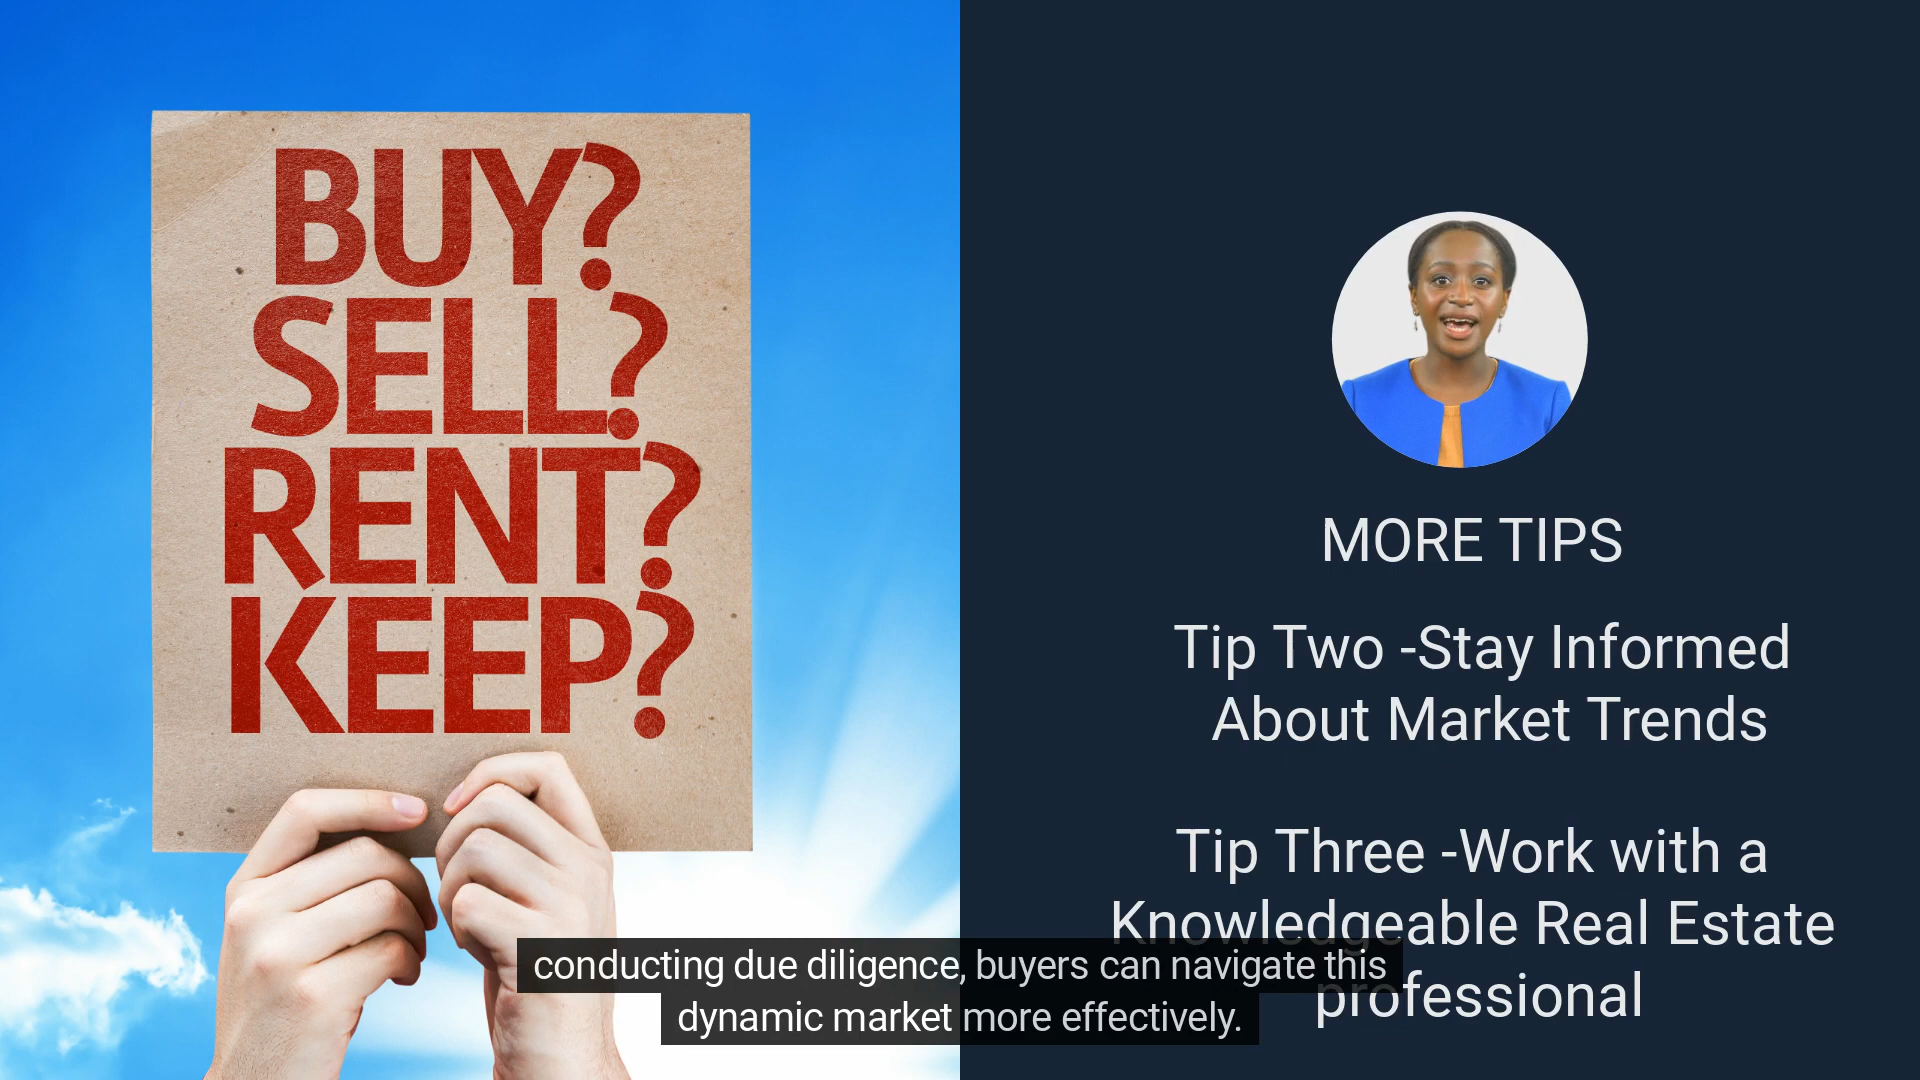 BUY?
SELL?
RENT?
KEEP?
MORE TIPS
Tip Two -Stay Informed
About Market Trends
Tip Three -Work with a
Knowledgeable Real Estate
professional
conducting due diligence, buyers can navigate this
dynamic market more effectively.